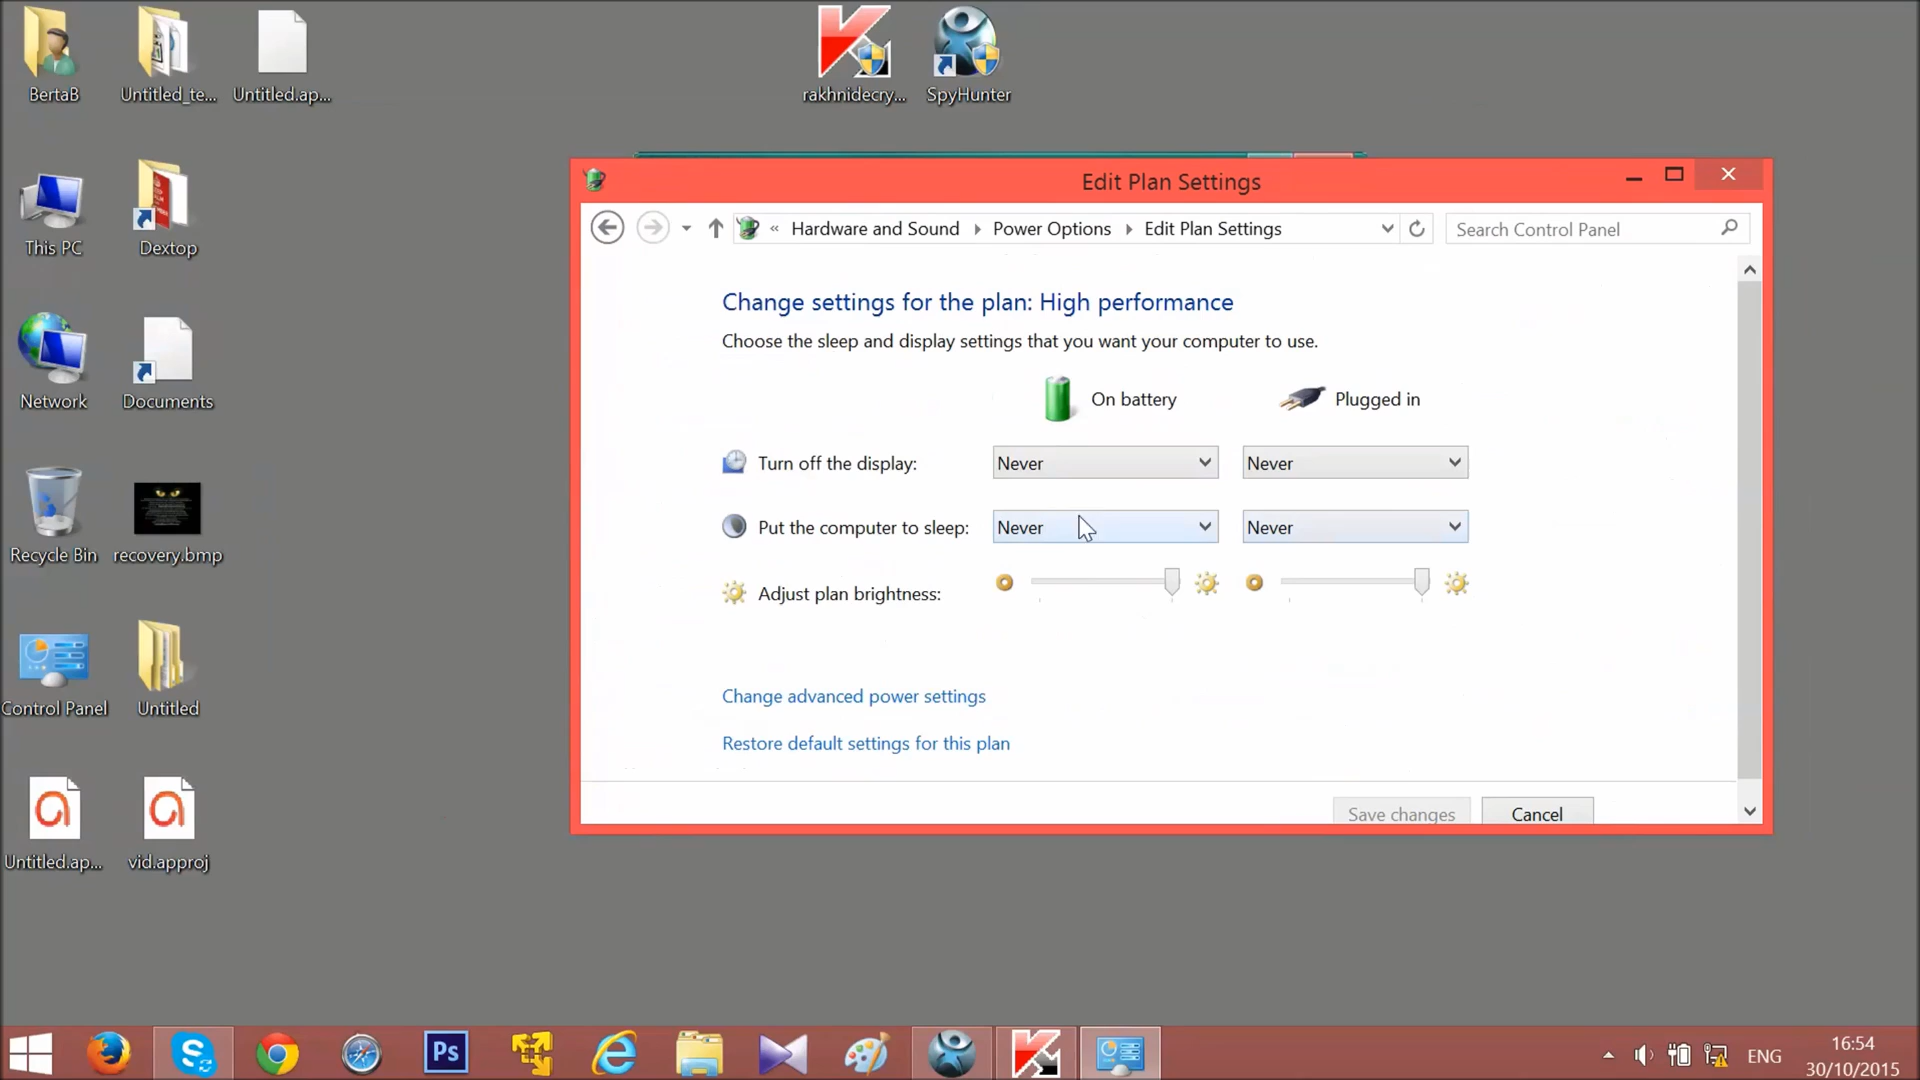 BertaB
Untitled_te...
Untitled.ap...
rakhnidecry...
SpyHunter
This PC
Dextop
Network
Documents
Recycle Bin
recovery.bmp
Control Panel
Untitled
Untitled.ap...
vid.approj
Edit Plan Settings
« Hardware and Sound Power Options Edit Plan Settings
Search Control Panel
Change settings for the plan: High performance
Choose the sleep and display settings that you want your computer to use.
On battery Plugged in
Turn off the display: Never Never
Put the computer to sleep: Never Never
Adjust plan brightness:
Change advanced power settings
Restore default settings for this plan
Save changes Cancel
Ps
ENG
16:54
30/10/2015